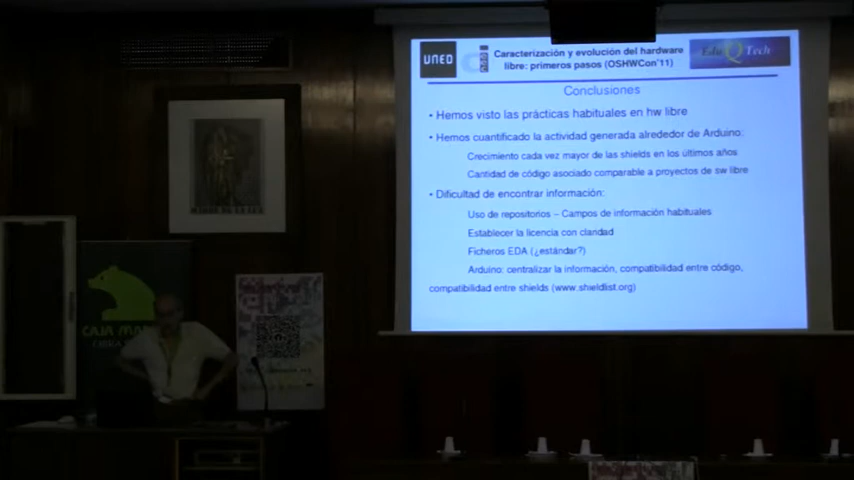 UNED
Caracterización y evolución del hardware
libre: primeros pasos (OSHWCon'11)
EduQTech
Conclusiones
• Hemos visto las prácticas habituales en hw libre
• Hemos cuantificado la actividad generada alrededor de Arduino:
Crecimiento cada vez mayor de las shields en los últimos años
Cantidad de código asociado comparable a proyectos de sw libre
• Dificultad de encontrar información:
Uso de repositorios – Campos de información habituales
Establecer la licencia con claridad
Ficheros EDA (¿estándar?)
Arduino: centralizar la información, compatibilidad entre código,
compatibilidad entre shields (www.shieldlist.org)
CAJA